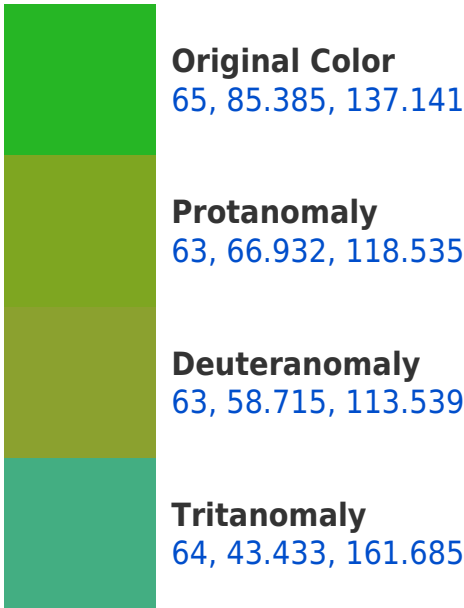 Original Color
65, 85.385, 137.141
Protanomaly
63, 66.932, 118.535
Deuteranomaly
63, 58.715, 113.539
Tritanomaly
64, 43.433, 161.685